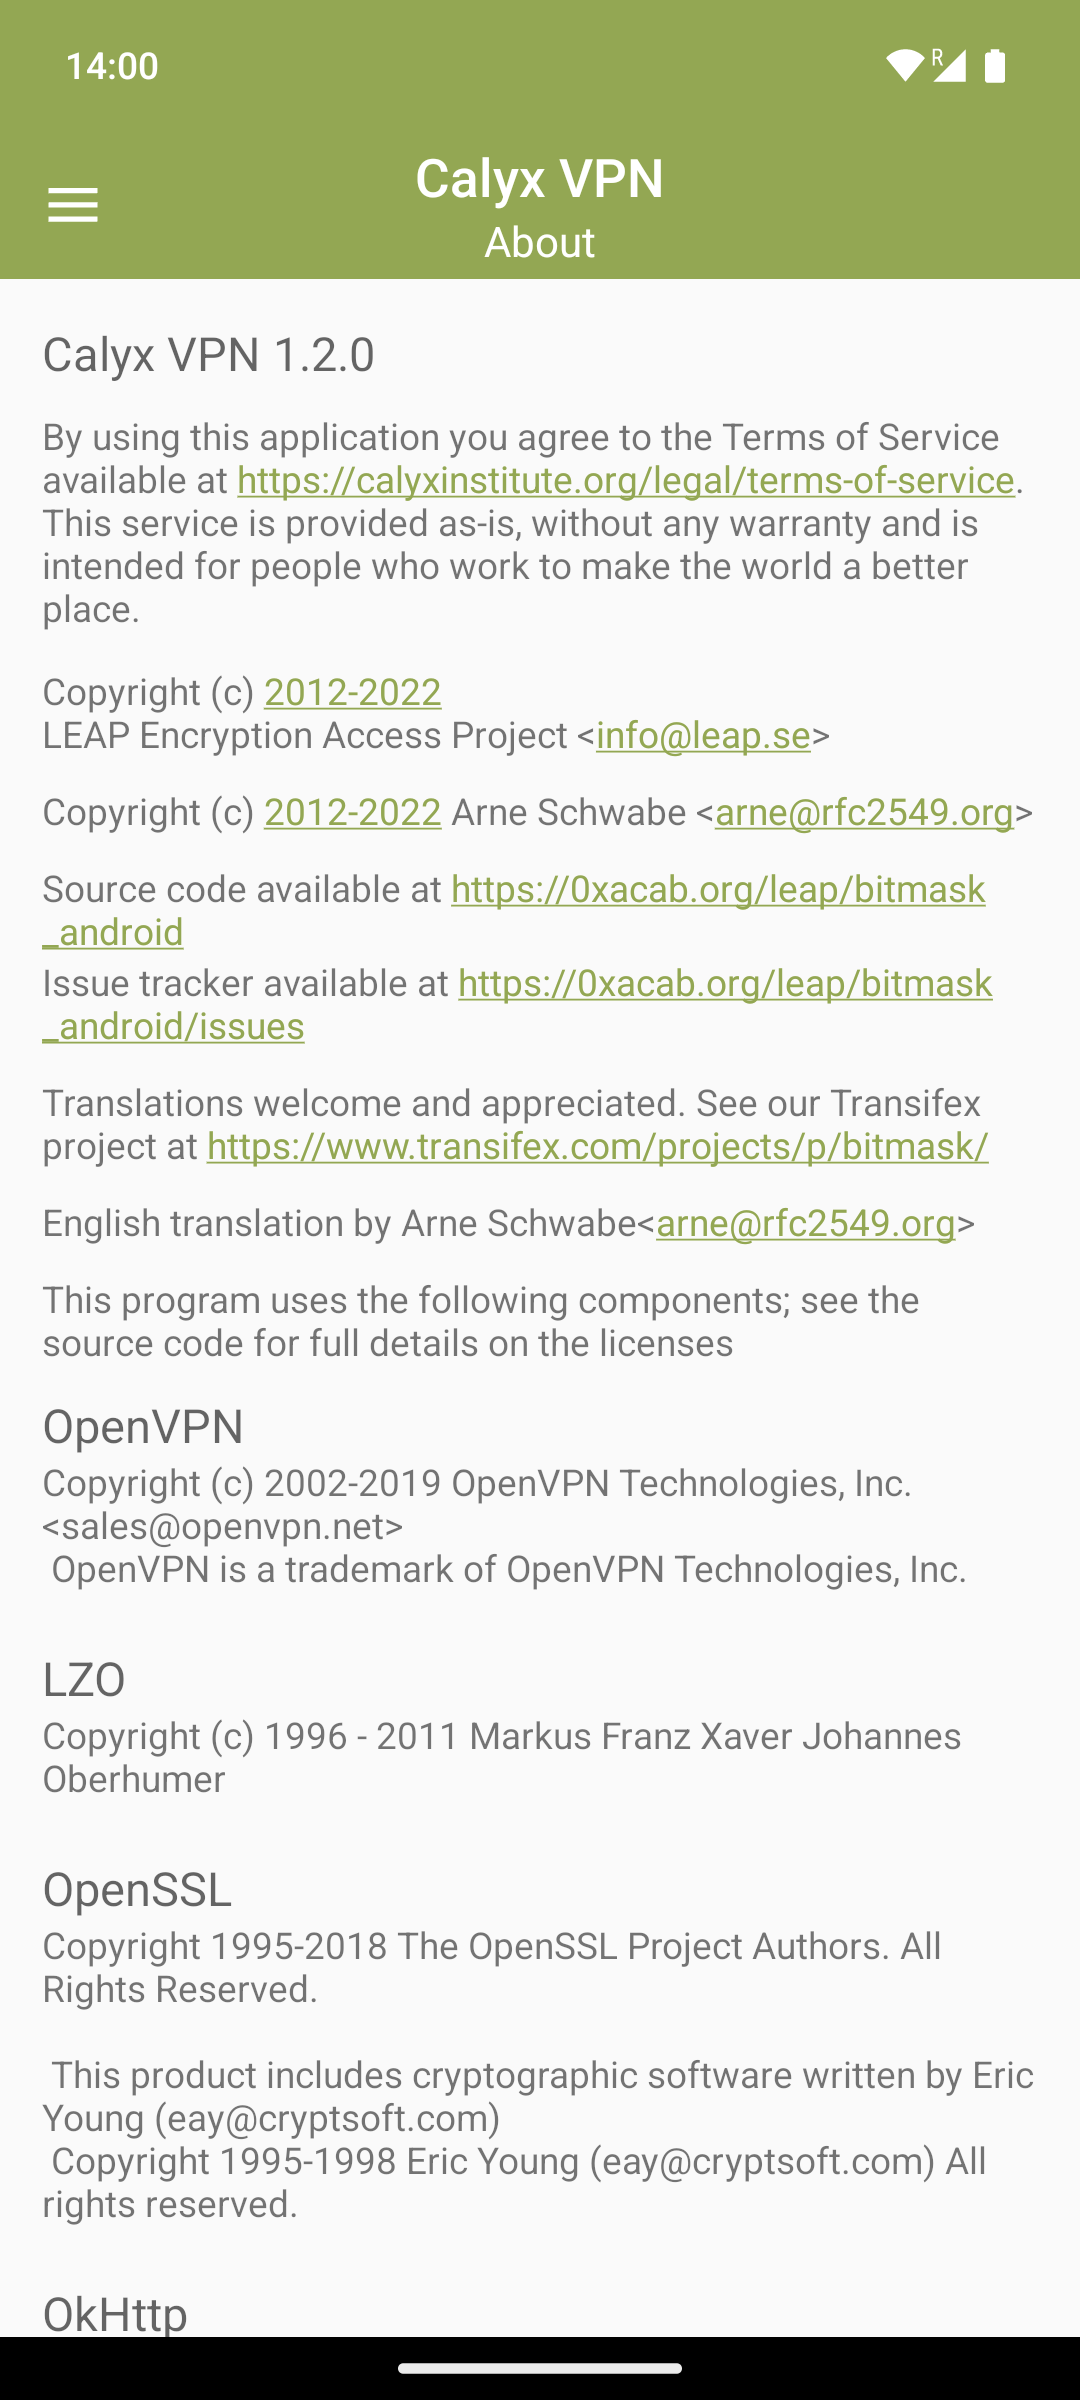 14:00
R
Calyx VPN
About
Calyx VPN 1.2.0
By using this application you agree to the Terms of Service
available at https://calyxinstitute.org/legal/terms-of-service.
This service is provided as-is, without any warranty and is
intended for people who work to make the world a better
place.
Copyright (c) 2012-2022
LEAP Encryption Access Project <info@leap.se>
Copyright (c) 2012-2022 Arne Schwabe <arne@rfc2549.org>
Source code available at https://0xacab.org/leap/bitmask
_android
Issue tracker available at https://0xacab.org/leap/bitmask
_android/issues
Translations welcome and appreciated. See our Transifex
project at https://www.transifex.com/projects/p/bitmask/
English translation by Arne Schwabe<arne@rfc2549.org>
This program uses the following components; see the
source code for full details on the licenses
OpenVPN
Copyright (c) 2002-2019 OpenVPN Technologies, Inc.
<sales@openvpn.net>
OpenVPN is a trademark of OpenVPN Technologies, Inc.
LZO
Copyright (c) 1996 - 2011 Markus Franz Xaver Johannes
Oberhumer
OpenSSL
Copyright 1995-2018 The OpenSSL Project Authors. All
Rights Reserved.
This product includes cryptographic software written by Eric
Young (eay@cryptsoft.com)
Copyright 1995-1998 Eric Young (eay@cryptsoft.com) All
rights reserved.
OkHttp